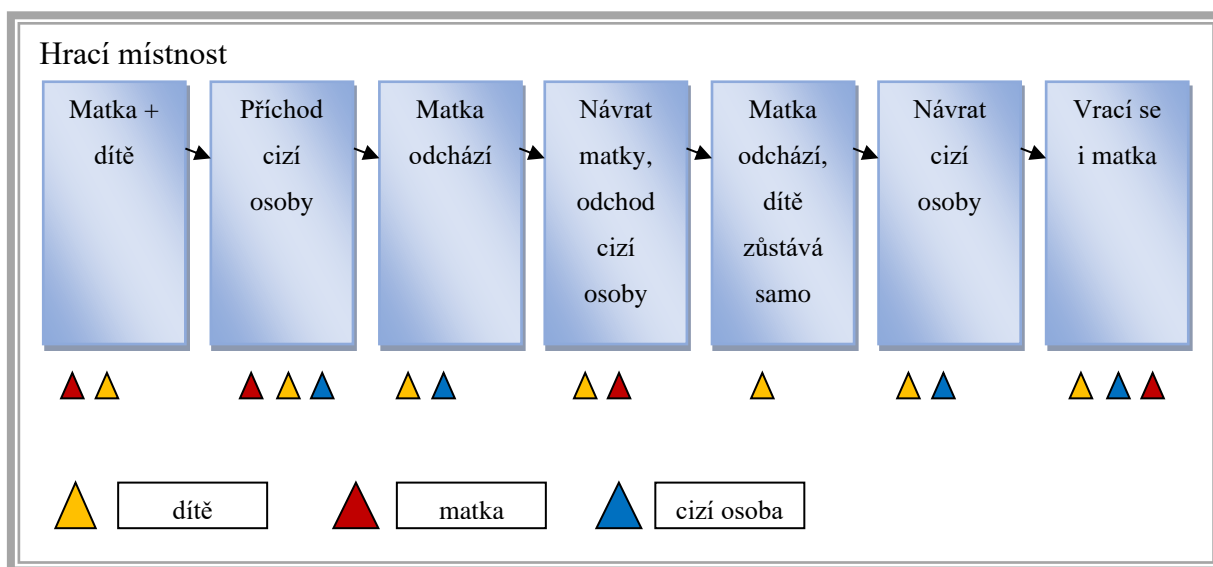 Hrací místnost
Matka +
dítě
Příchod
cizí
osoby
Matka
odchází
Návrat
matky,
odchod
cizí
osoby
Matka
odchází,
dítě
zůstává
samo
Návrat
cizí
osoby
Vrací se
i matka
dítě
matka
cizí osoba